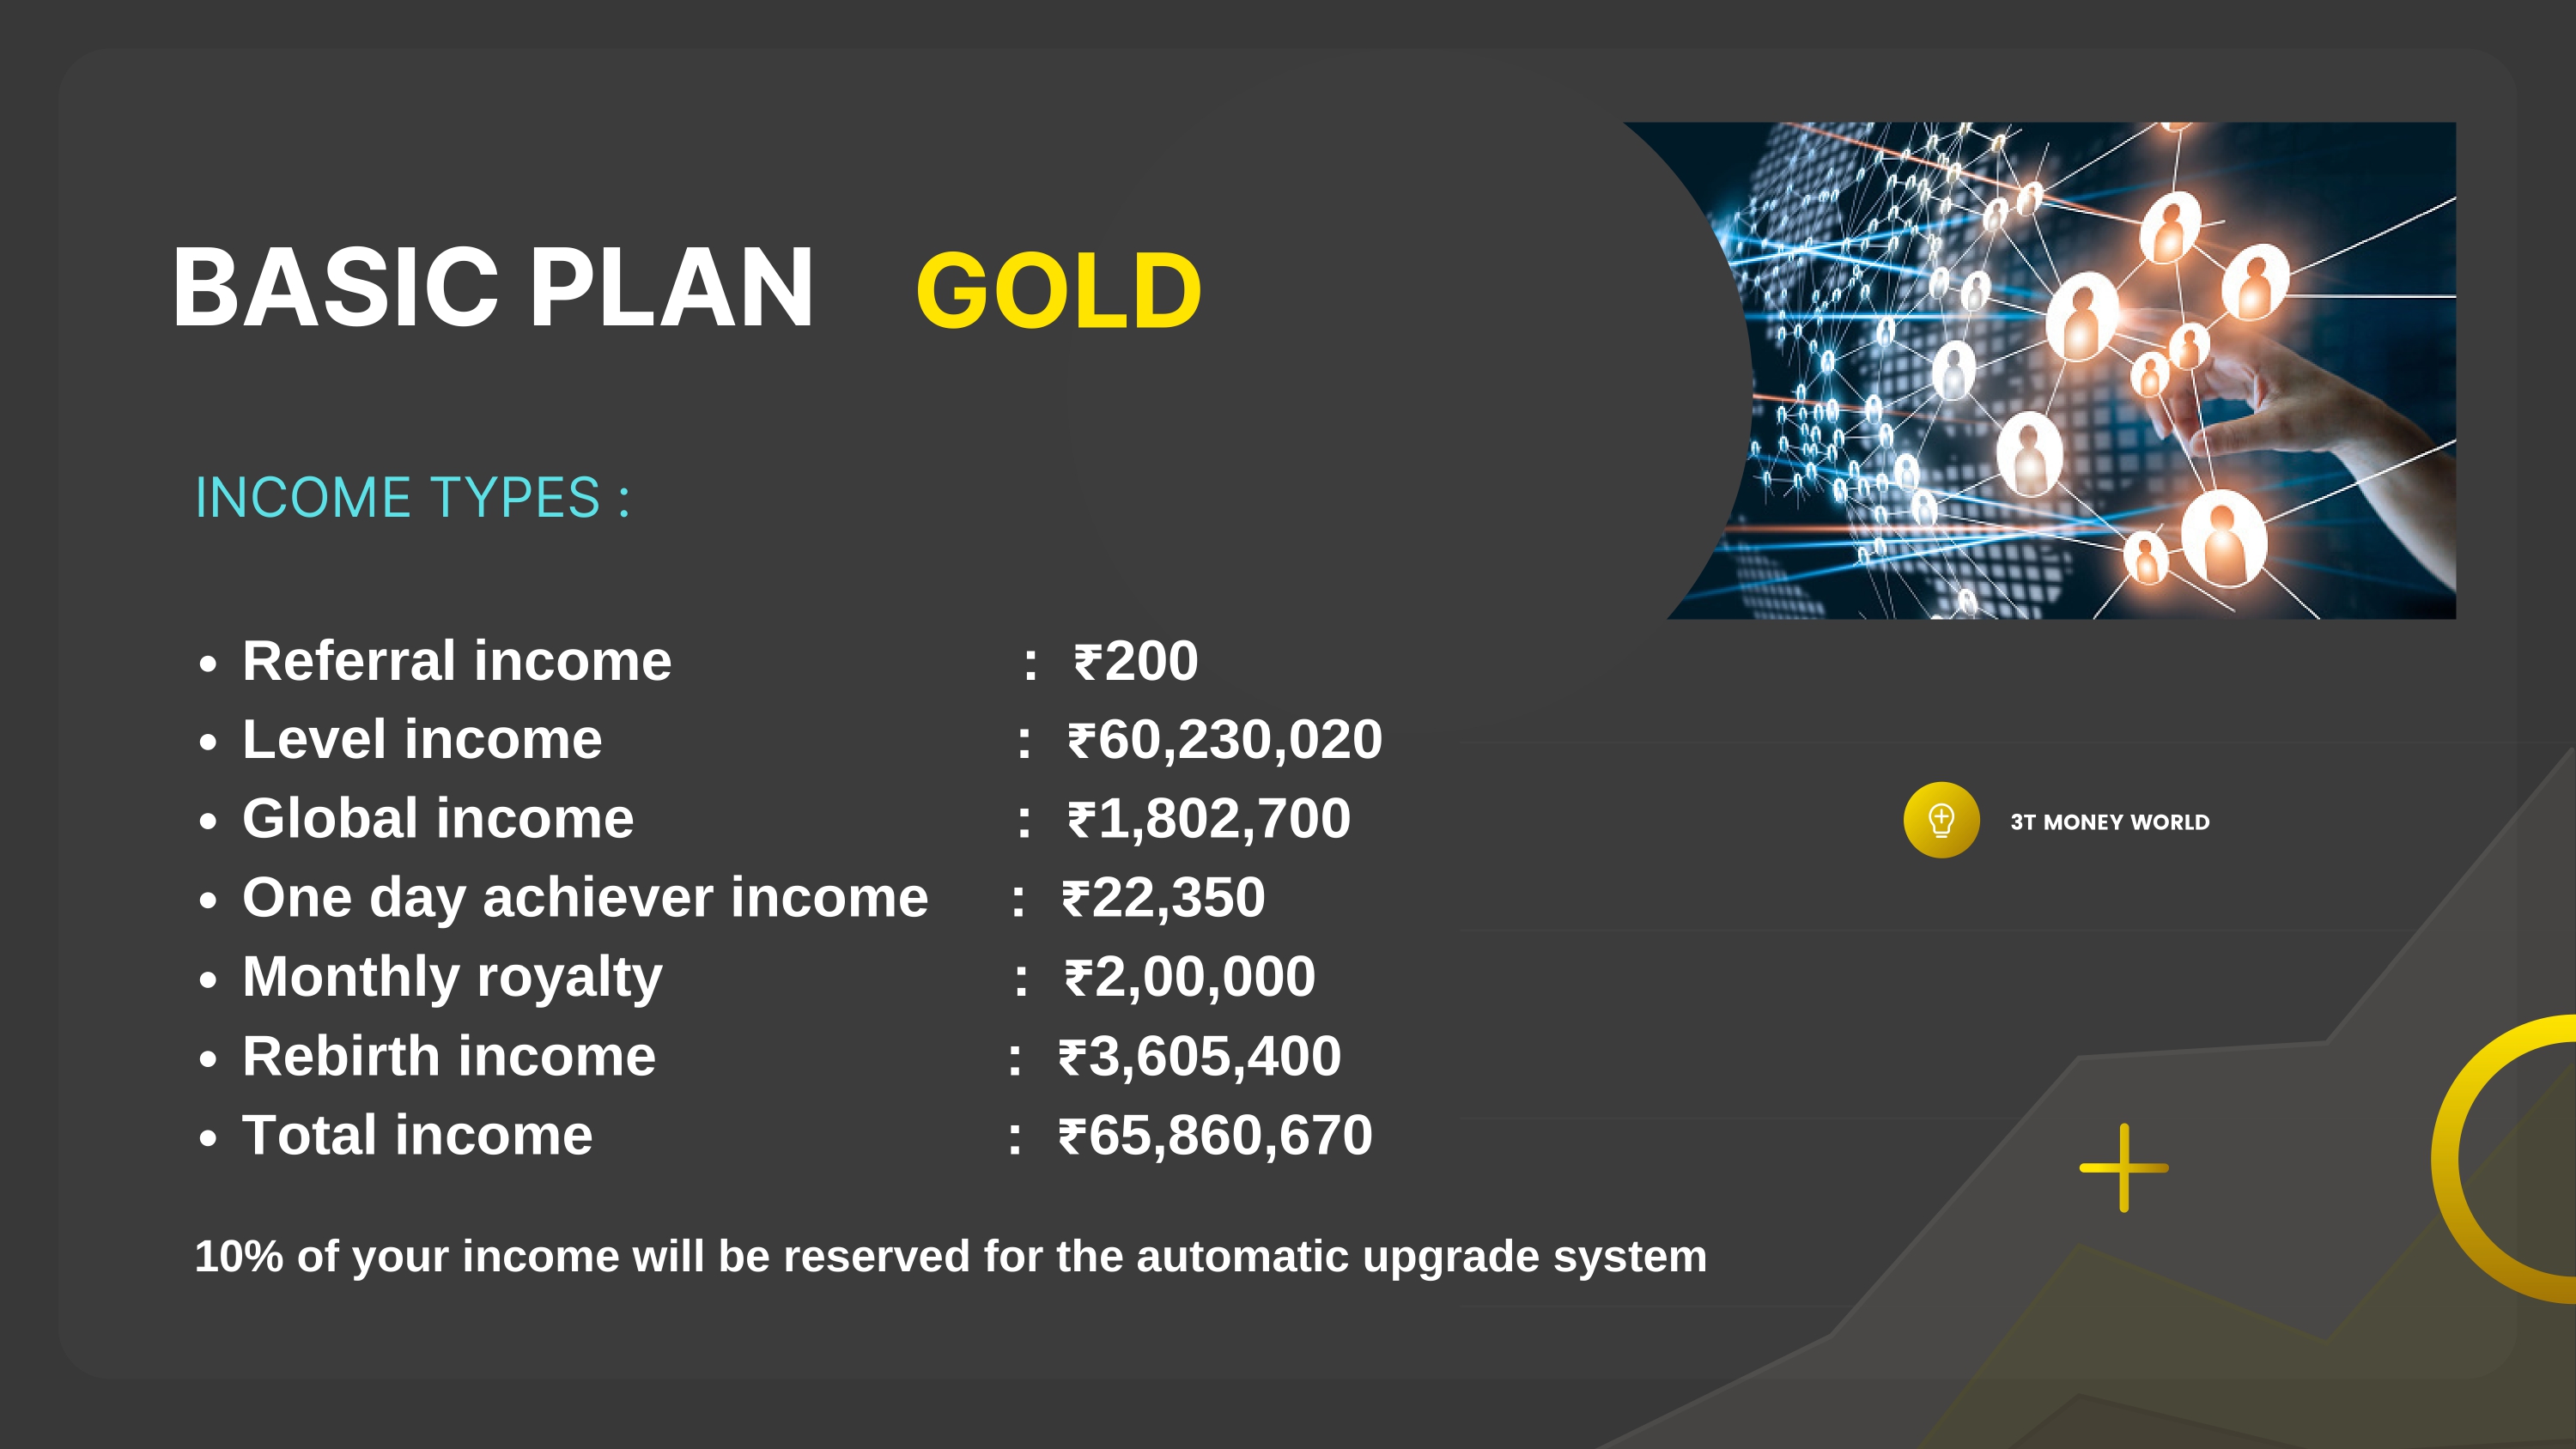 BASIC PLAN GOLD
INCOME TYPES :
• Referral income : ₹200
• Level income : ₹60,230,020
• Global income : ₹1,802,700
• One day achiever income : ₹22,350
• Monthly royalty : ₹2,00,000
• Rebirth income : ₹3,605,400
• Total income : ₹65,860,670
3T MONEY WORLD
10% of your income will be reserved for the automatic upgrade system